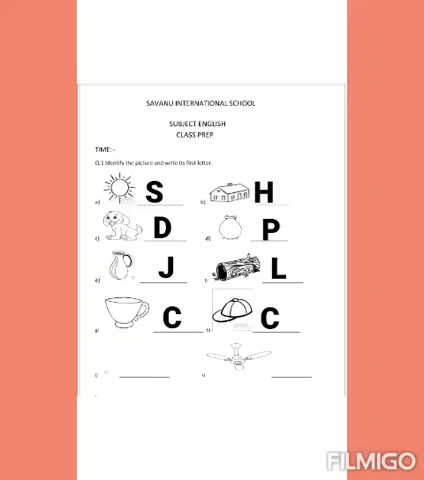 SAVANU INTERNATIONAL SCHOOL
SUBJECT ENGLISH
CLASS PREP
TIME: -
Q.1 Identify the picture and write its first letter.
a) S b) H
c) D d) P
e) J f) L
g) C h) C
FILMIGO